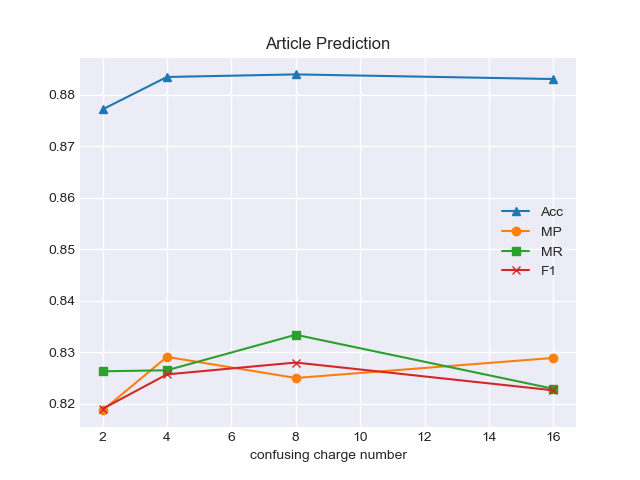 Article Prediction
0.88
0.87
0.86
0.85
0.84
0.83
0.82
Acc
MP
MR
F1
2 4 6 8 10 12 14 16
confusing charge number